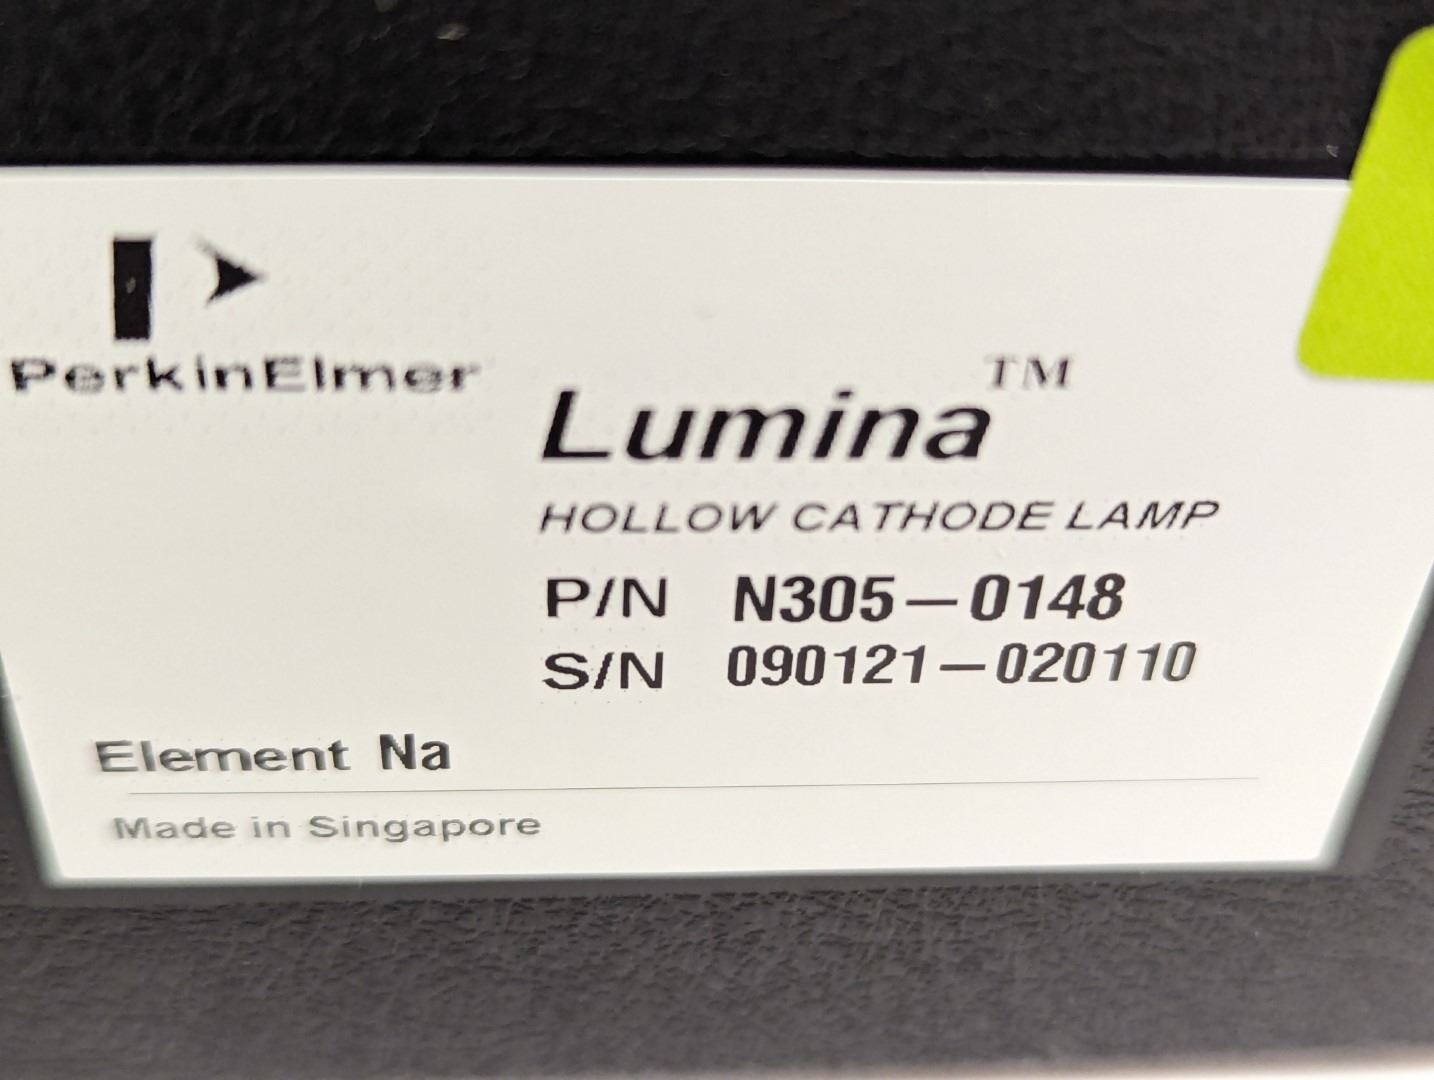 PerkinElmer
Lumina™
HOLLOW CATHODE LAMP
P/N N305-0148
S/N 090121-020110
Element Na
Made in Singapore